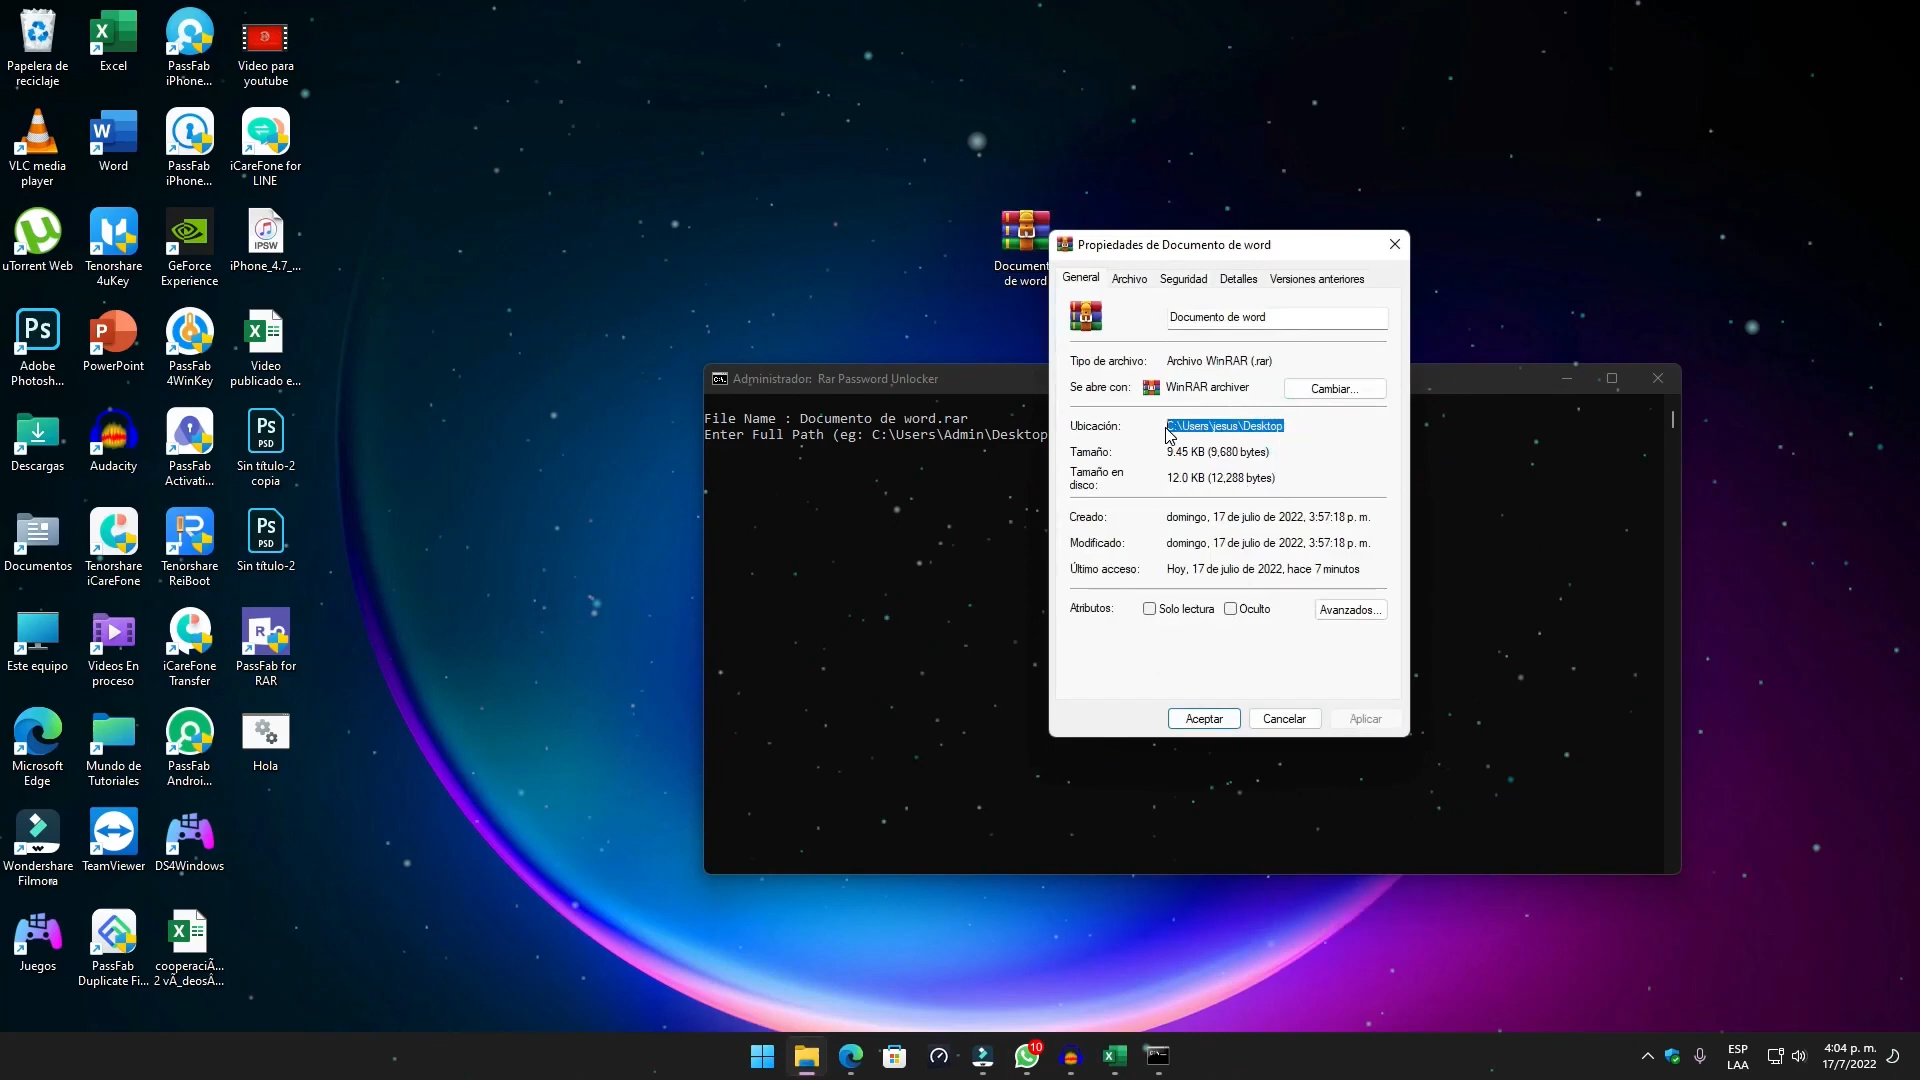 Papelera de
reciclaje
Excel
PassFab
iPhone...
Video para
youtube
VLC media
player
Word
PassFab
iPhone...
iCareFone for
LINE
uTorrent Web
Tenorshare
4uKey
GeForce
Experience
IPSW
iPhone_4.7_...
Adobe
Photosh...
PowerPoint
PassFab
4WinKey
Video
publicado e...
Descargas
Audacity
PassFab
Activati...
Sin título-2
copia
Documentos
Tenorshare
iCareFone
Tenorshare
ReiBoot
Sin título-2
Este equipo
Videos En
proceso
iCareFone
Transfer
PassFab for
RAR
Microsoft
Edge
Mundo de
Tutoriales
PassFab
Androi...
Hola
Wondershare
Filmora
TeamViewer
DS4Windows
Juegos
PassFab
Duplicate Fi...
cooperaciÃ...
2 vÃ_deosÂ...
Document
de word
Administrador: Rar Password Unlocker
File Name : Documento de word.rar
Enter Full Path (eg: C:\Users\Admin\Desktop
Propiedades de Documento de word
General Archivo Seguridad Detalles Versiones anteriores
Documento de word
Tipo de archivo: Archivo WinRAR (.rar)
Se abre con: WinRAR archiver Cambiar...
Ubicación: C:\Users\jesus\Desktop
Tamaño: 9.45 KB (9,680 bytes)
Tamaño en
disco:
12.0 KB (12,288 bytes)
Creado: domingo, 17 de julio de 2022, 3:57:18 p. m.
Modificado: domingo, 17 de julio de 2022, 3:57:18 p. m.
Último acceso: Hoy, 17 de julio de 2022, hace 7 minutos
Atributos: Solo lectura Oculto Avanzados...
Aceptar Cancelar Aplicar
10
ESP
LAA
4:04 p. m.
17/7/2022